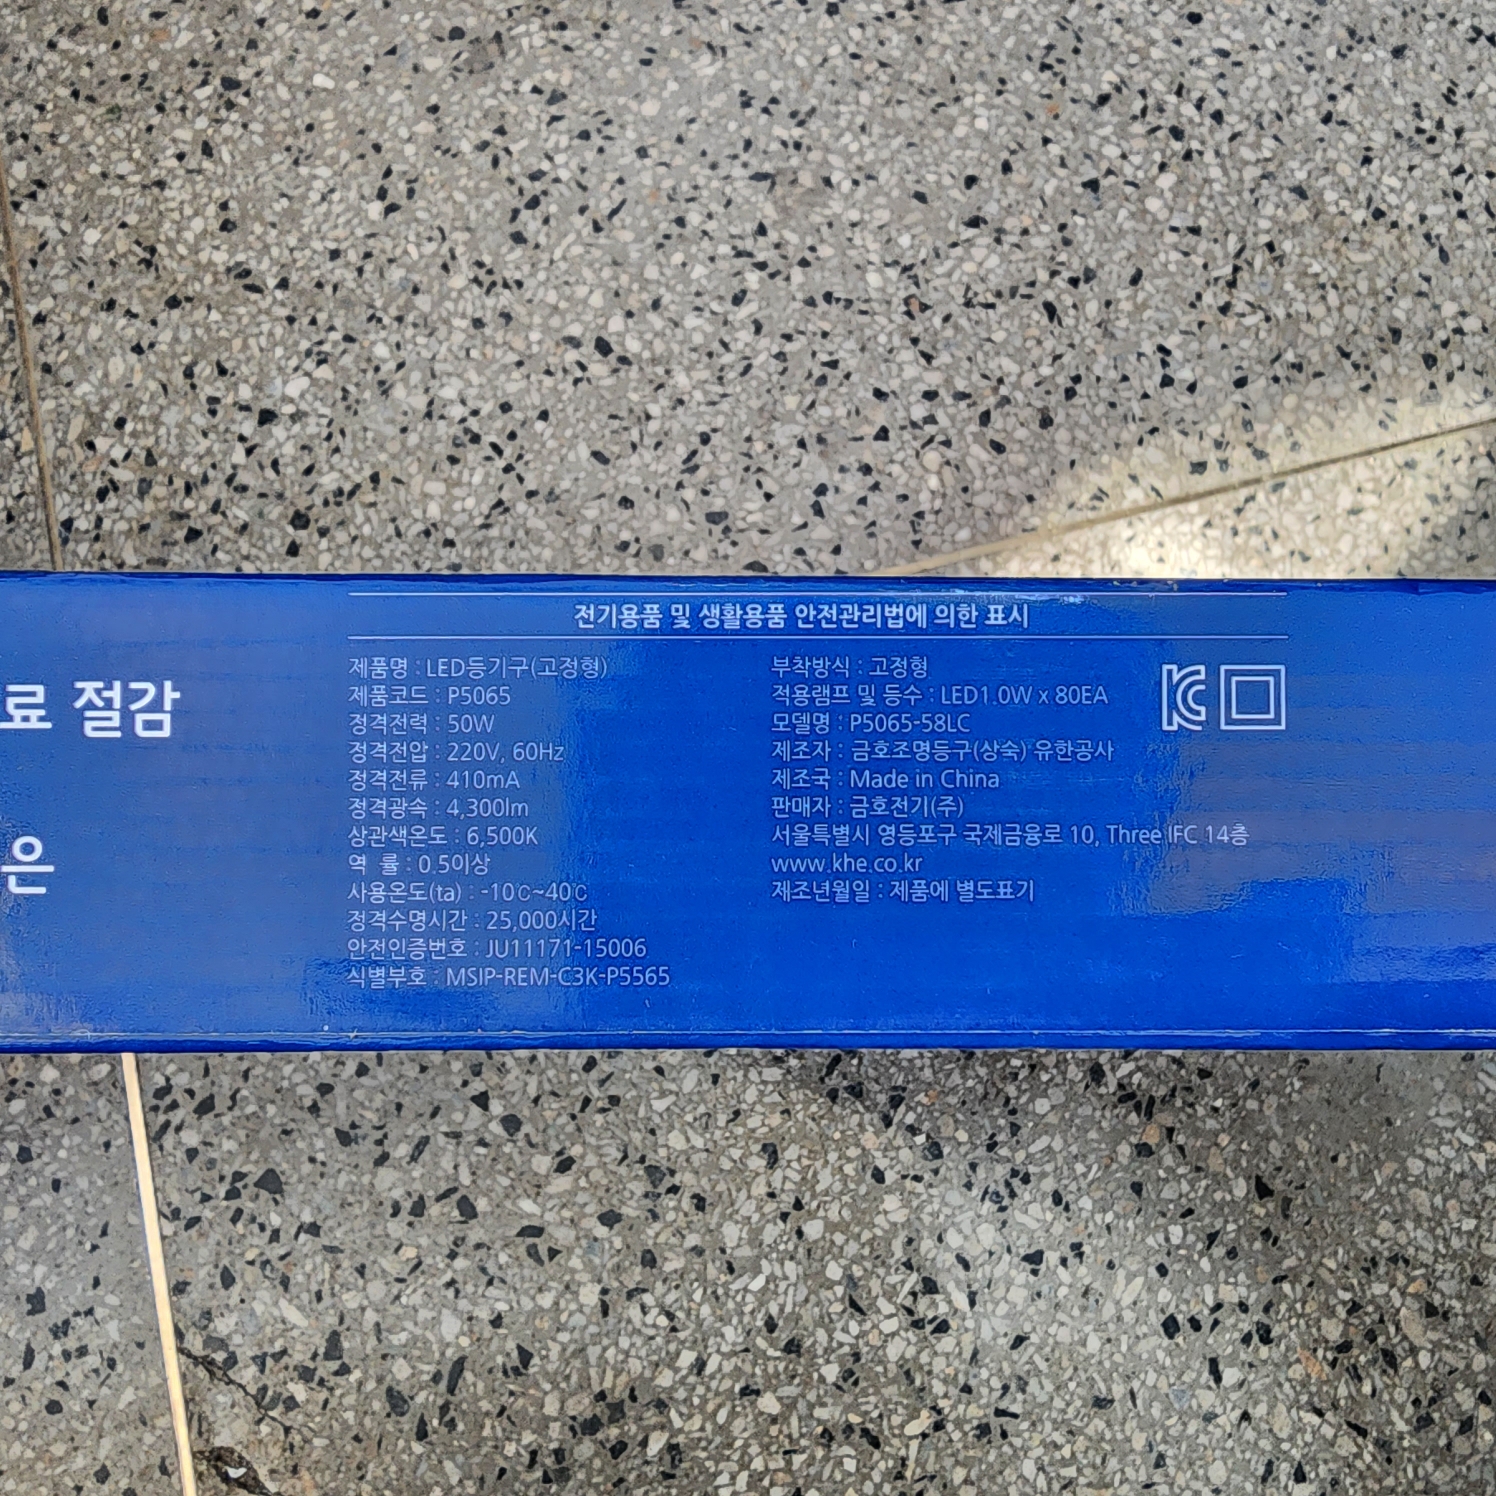 료 절감
은
전기용품 및 생활용품 안전관리법에 의한 표시
제품명 : LED등기구(고정형)
제품코드 : P5065
정격전력 : 50W
정격전압 : 220V, 60Hz
정격전류 : 410mA
정격광속 : 4,300lm
상관색온도 : 6,500K
역 률 : 0.5이상
사용온도(ta) : -10℃~40℃
정격수명시간 : 25,000시간
안전인증번호 : JU11171-15006
식별부호 : MSIP-REM-C3K-P5565
부착방식 : 고정형
적용램프 및 등수 : LED1.0W x 80EA
모델명 : P5065-58LC
제조자 : 금호조명등구(상숙) 유한공사
제조국 : Made in China
판매자 : 금호전기(주)
서울특별시 영등포구 국제금융로 10, Three IFC 14층
www.khe.co.kr
제조년월일 : 제품에 별도표기